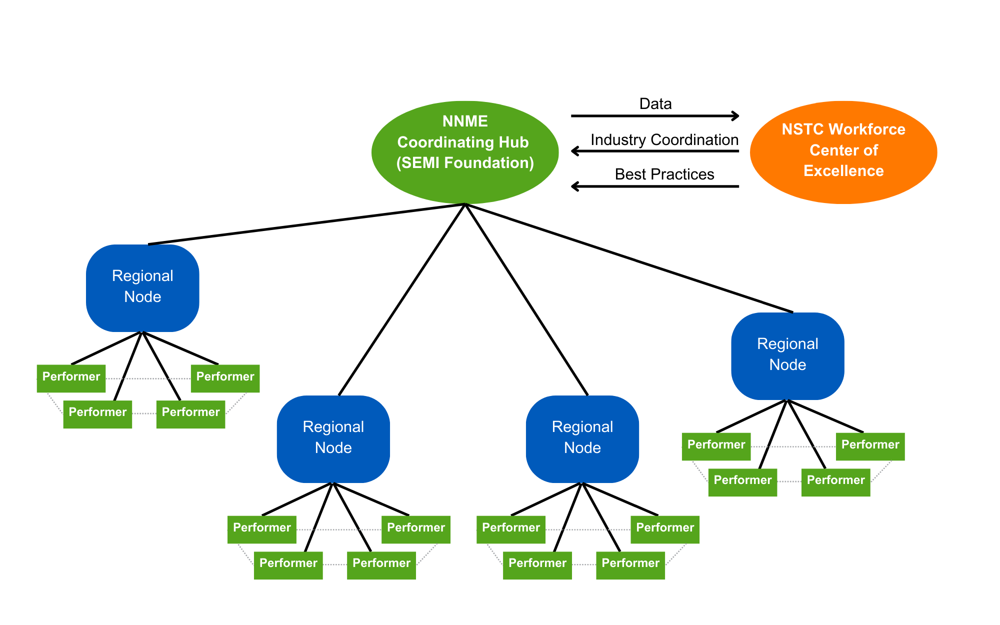 Data
NNME
Coordinating Hub
(SEMI Foundation)
Industry Coordination
Best Practices
NSTC Workforce
Center of
Excellence
Regional
Node
Performer
Performer
Performer
Performer
Regional
Node
Performer
Performer
Performer
Performer
Regional
Node
Performer
Performer
Performer
Performer
Regional
Node
Performer
Performer
Performer
Performer